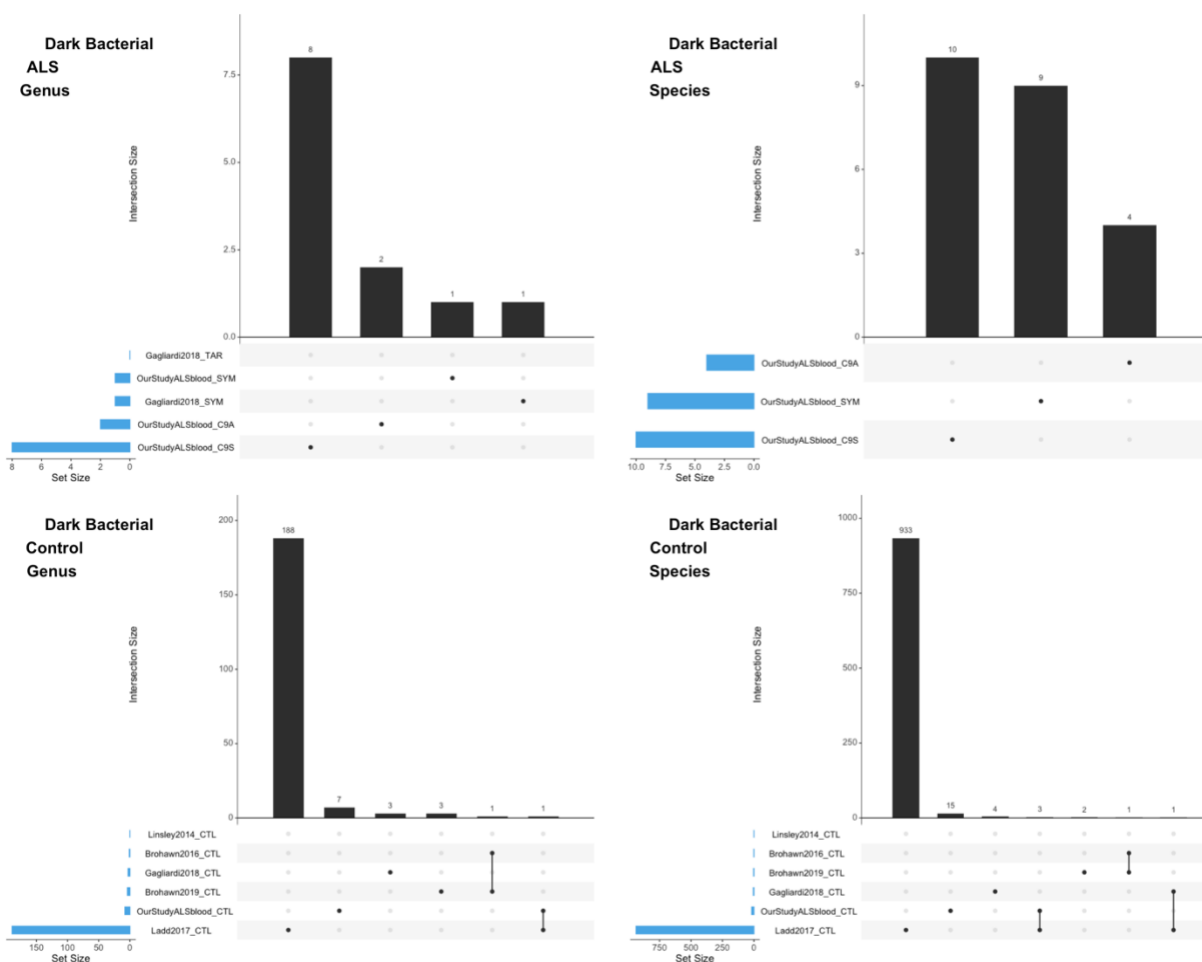 Dark Bacterial
ALS
Genus
Intersection Size
7.5
5.0
2.5
0.0
8
2
1
1
Gagliardi2018_TAR
OurStudyALSblood_SYM
Gagliardi2018_SYM
OurStudyALSblood_C9A
OurStudyALSblood_C9S
8 6 4 2 0
Set Size
Dark Bacterial
ALS
Species
Intersection Size
9
6
3
0
10
9
4
OurStudyALSblood_C9A
OurStudyALSblood_SYM
OurStudyALSblood_C9S
10.0 7.5 5.0 2.5 0.0
Set Size
Dark Bacterial
Control
Genus
Intersection Size
200
150
100
50
0
188
7
3
3
1
1
Linsley2014_CTL
Brohawn2016_CTL
Gagliardi2018_CTL
Brohawn2019_CTL
OurStudyALSblood_CTL
Ladd2017_CTL
150 100 50 0
Set Size
Dark Bacterial
Control
Species
Intersection Size
1000
750
500
250
0
933
15
4
3
2
1
1
Linsley2014_CTL
Brohawn2016_CTL
Brohawn2019_CTL
Gagliardi2018_CTL
OurStudyALSblood_CTL
Ladd2017_CTL
750 500 250 0
Set Size